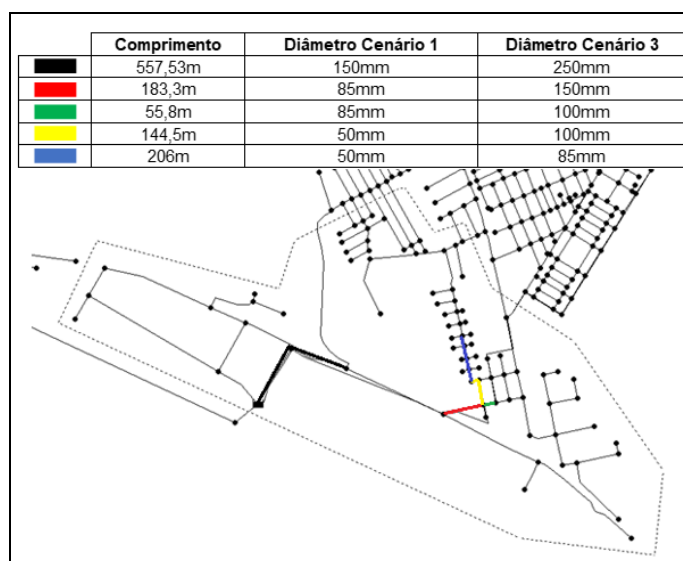 Comprimento Diâmetro Cenário 1 Diâmetro Cenário 3
557,53m 150mm 250mm
183,3m 85mm 150mm
55,8m 85mm 100mm
144,5m 50mm 100mm
206m 50mm 85mm